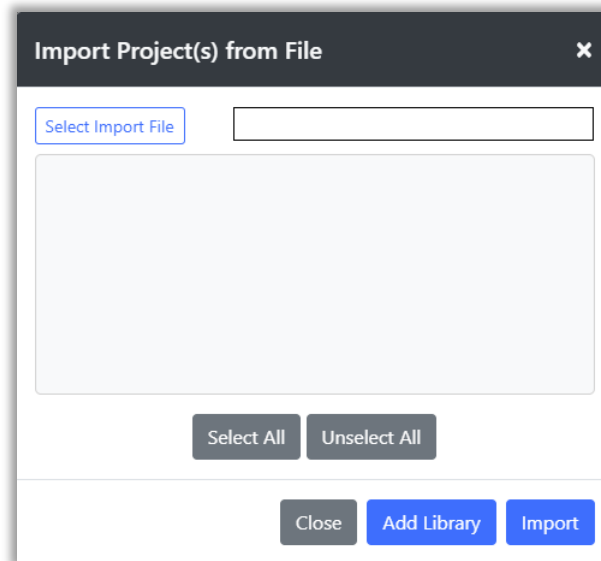 Import Project(s) from File
Select Import File
Select All Unselect All
Close Add Library Import